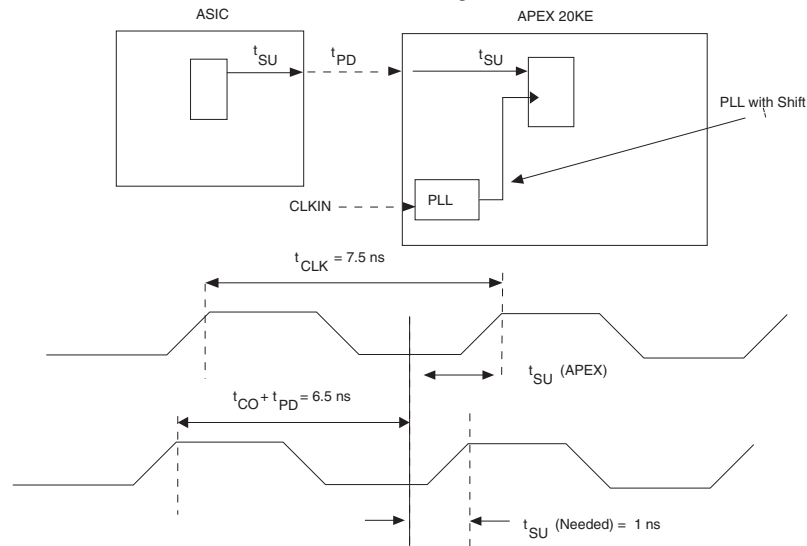 ASIC
APEX 20KE
tSU
tPD
tSU
PLL with Shift
PLL
CLKIN
tCLK = 7.5 ns
tSU (APEX)
tCO + tPD = 6.5 ns
tSU (Needed) = 1 ns